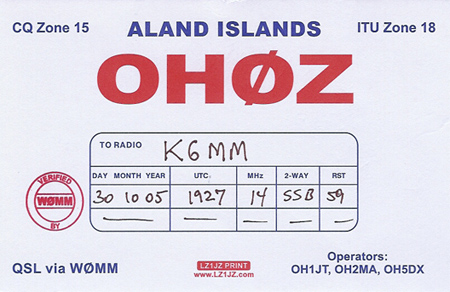 CQ Zone 15 ALAND ISLANDS ITU Zone 18
OHØZ
TO RADIO K6MM
DAY MONTH YEAR UTC MHz 2-WAY RST
30 10 05 1927 14 SSB 59
VERIFIED
WØMM
BY
QSL via WØMM
LZ1JZ PRINT
www.LZ1JZ.com
Operators:
OH1JT, OH2MA, OH5DX